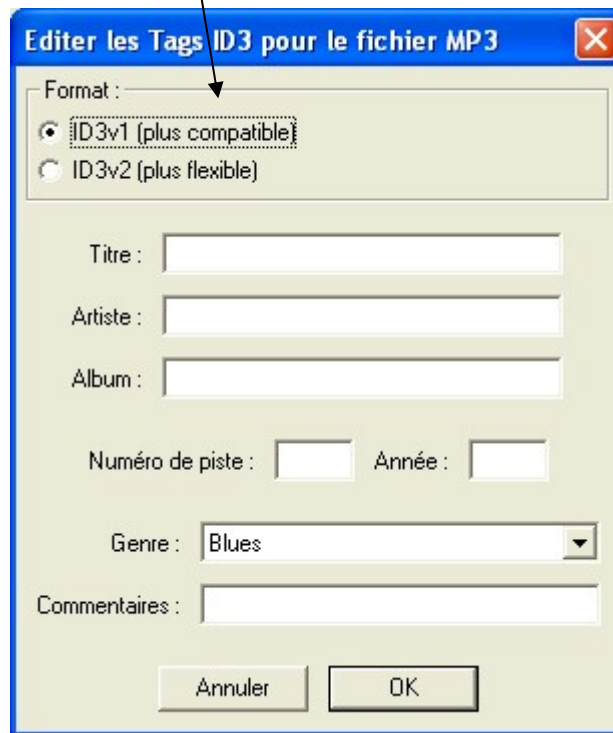 Editer les Tags ID3 pour le fichier MP3
Format :
ID3v1 (plus compatible)
ID3v2 (plus flexible)
Titre :
Artiste :
Album :
Numéro de piste : Année :
Genre : Blues
Commentaires :
Annuler OK